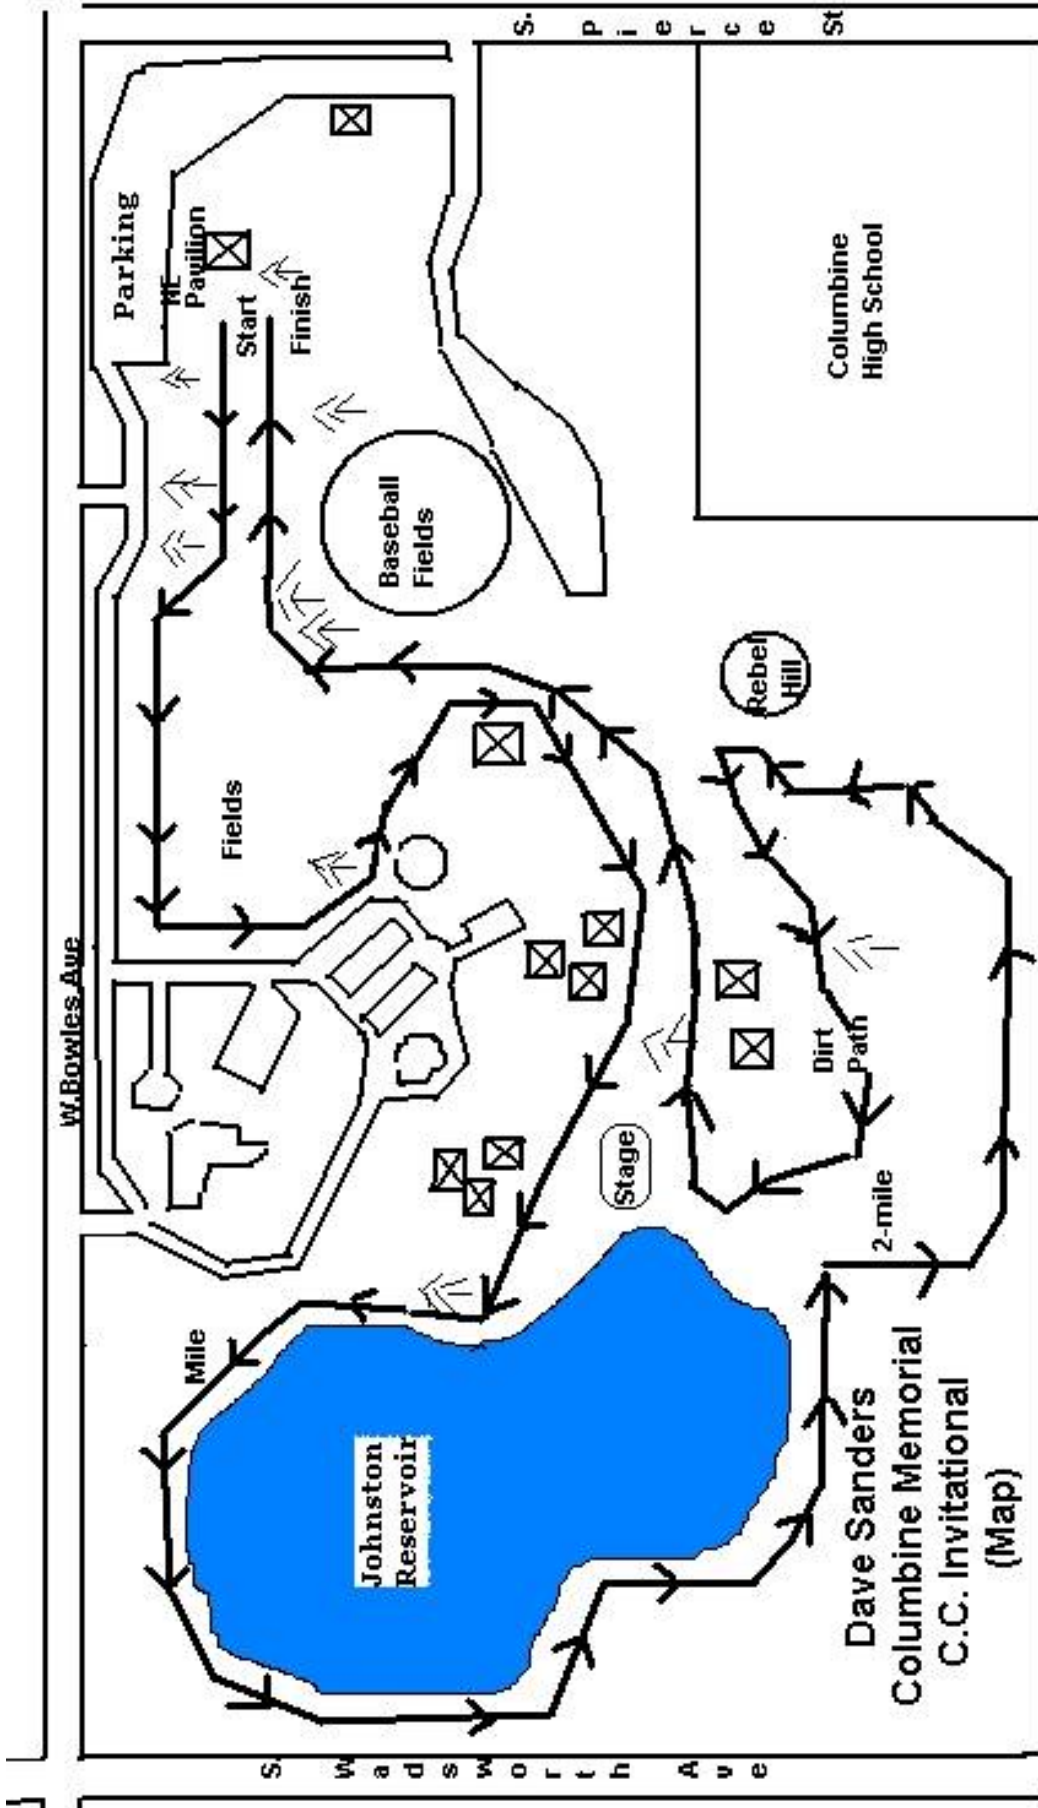 W.Bowles Ave
S. Wadsworth Ave
S. Pierce St
Parking
NE
Pavilion
Start
Finish
Mile
Fields
Baseball
Fields
Johnston
Reservoir
Stage
Rebel
Hill
Dirt
Path
2-mile
Columbine
High School
Dave Sanders
Columbine Memorial
C.C. Invitational
(Map)